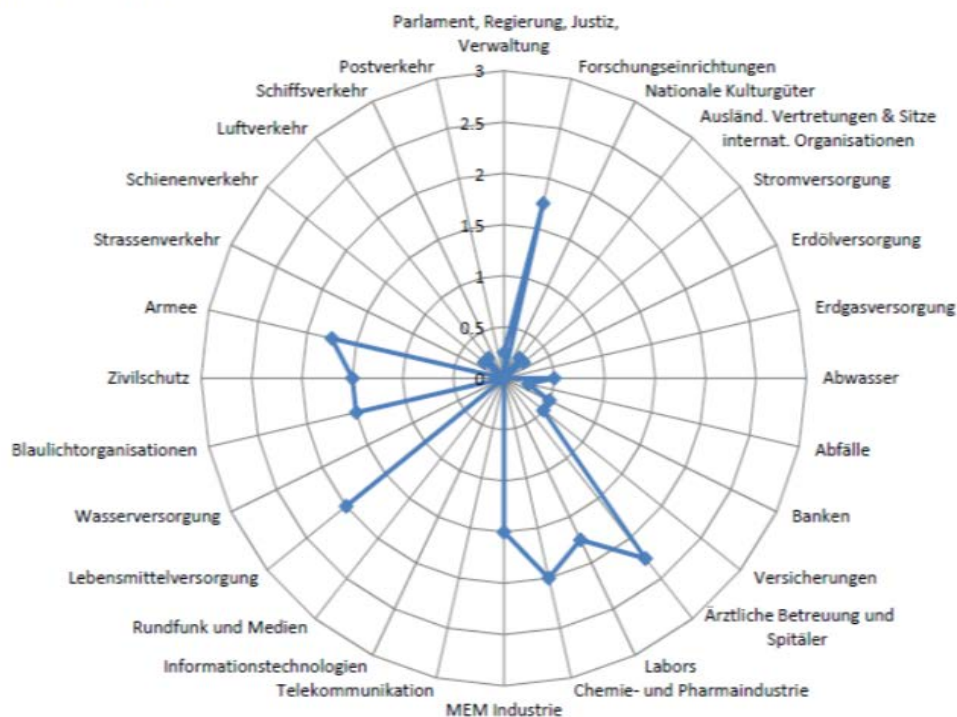 Parlament, Regierung, Justiz,
Verwaltung
Forschungseinrichtungen
Nationale Kulturgüter
Ausländ. Vertretungen & Sitze
internat. Organisationen
Stromversorgung
Erdölversorgung
Erdgasversorgung
Abwasser
Abfälle
Banken
Versicherungen
Ärztliche Betreuung und
Spitäler
Labors
Chemie- und Pharmaindustrie
MEM Industrie
Telekommunikation
Informationstechnologien
Rundfunk und Medien
Lebensmittelversorgung
Wasserversorgung
Blaulichtorganisationen
Zivilschutz
Armee
Strassenverkehr
Schienenverkehr
Luftverkehr
Schiffsverkehr
Postverkehr
3
2.5
2
1.5
1
0.5
0